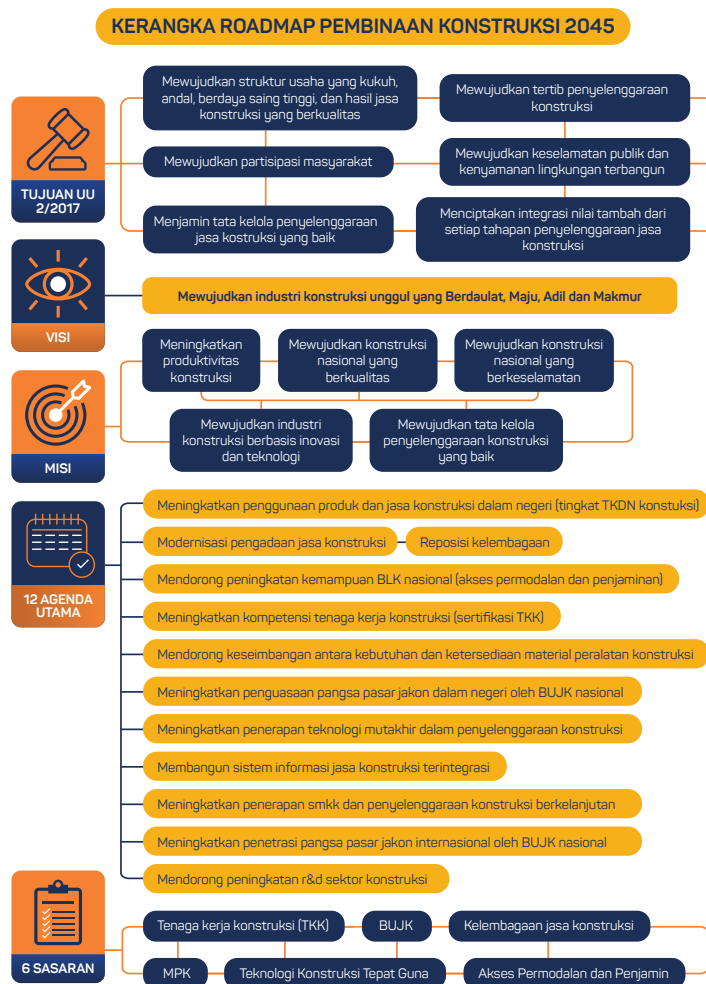 KERANGKA ROADMAP PEMBINAAN KONSTRUKSI 2045
TUJUAN UU
2/2017
Mewujudkan struktur usaha yang kukuh,
andal, berdaya saing tinggi, dan hasil jasa
konstruksi yang berkualitas
Mewujudkan tertib penyelenggaraan
konstruksi
Mewujudkan partisipasi masyarakat
Mewujudkan keselamatan publik dan
kenyamanan lingkungan terbangun
Menjamin tata kelola penyelenggaraan
jasa kostruksi yang baik
Menciptakan integrasi nilai tambah dari
setiap tahapan penyelenggaraan jasa
konstruksi
VISI
Mewujudkan industri konstruksi unggul yang Berdaulat, Maju, Adil dan Makmur
MISI
Meningkatkan
produktivitas
konstruksi
Mewujudkan konstruksi
nasional yang
berkualitas
Mewujudkan konstruksi
nasional yang
berkeselamatan
Mewujudkan industri
konstruksi berbasis inovasi
dan teknologi
Mewujudkan tata kelola
penyelenggaraan konstruksi
yang baik
12 AGENDA
UTAMA
Meningkatkan penggunaan produk dan jasa konstruksi dalam negeri (tingkat TKDN konstuksi)
Modernisasi pengadaan jasa konstruksi
Reposisi kelembagaan
Mendorong peningkatan kemampuan BLK nasional (akses permodalan dan penjaminan)
Meningkatkan kompetensi tenaga kerja konstruksi (sertifikasi TKK)
Mendorong keseimbangan antara kebutuhan dan ketersediaan material peralatan konstruksi
Meningkatkan penguasaan pangsa pasar jakon dalam negeri oleh BUJK nasional
Meningkatkan penerapan teknologi mutakhir dalam penyelenggaraan konstruksi
Membangun sistem informasi jasa konstruksi terintegrasi
Meningkatkan penerapan smkk dan penyelenggaraan konstruksi berkelanjutan
Meningkatkan penetrasi pangsa pasar jakon internasional oleh BUJK nasional
Mendorong peningkatan r&d sektor konstruksi
6 SASARAN
Tenaga kerja konstruksi (TKK)
BUJK
Kelembagaan jasa konstruksi
MPK
Teknologi Konstruksi Tepat Guna
Akses Permodalan dan Penjamin